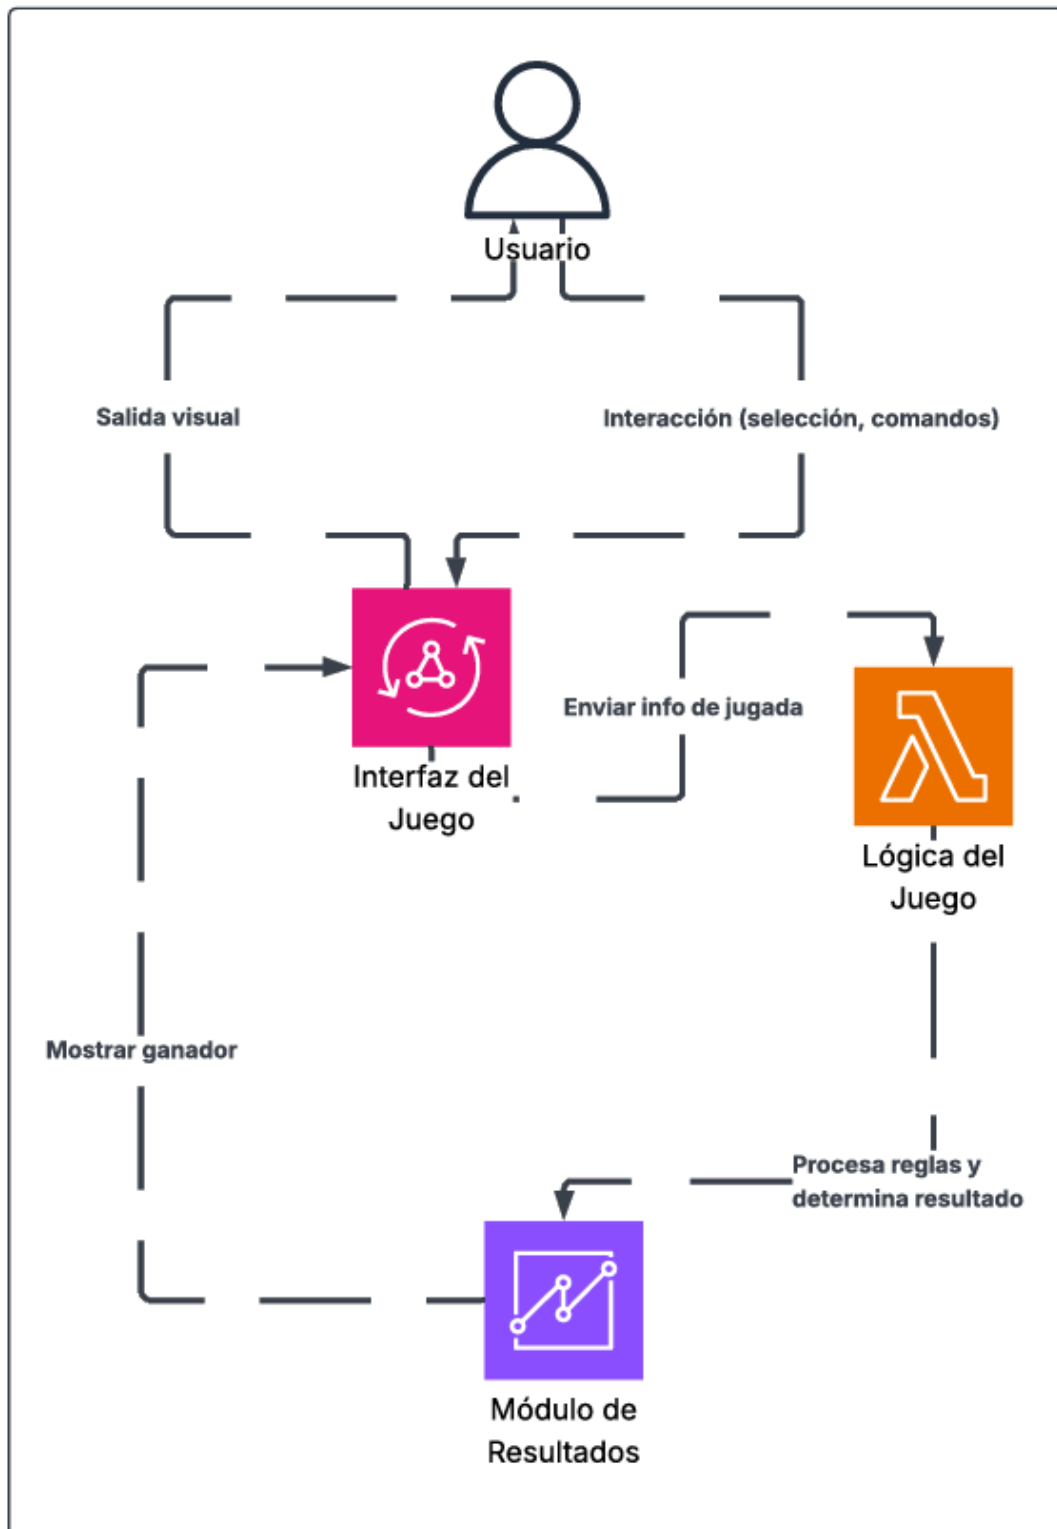 Usuario
Salida visual
Interacción (selección, comandos)
Enviar info de jugada
Interfaz del
Juego
Lógica del
Juego
Mostrar ganador
Procesa reglas y
determina resultado
Módulo de
Resultados